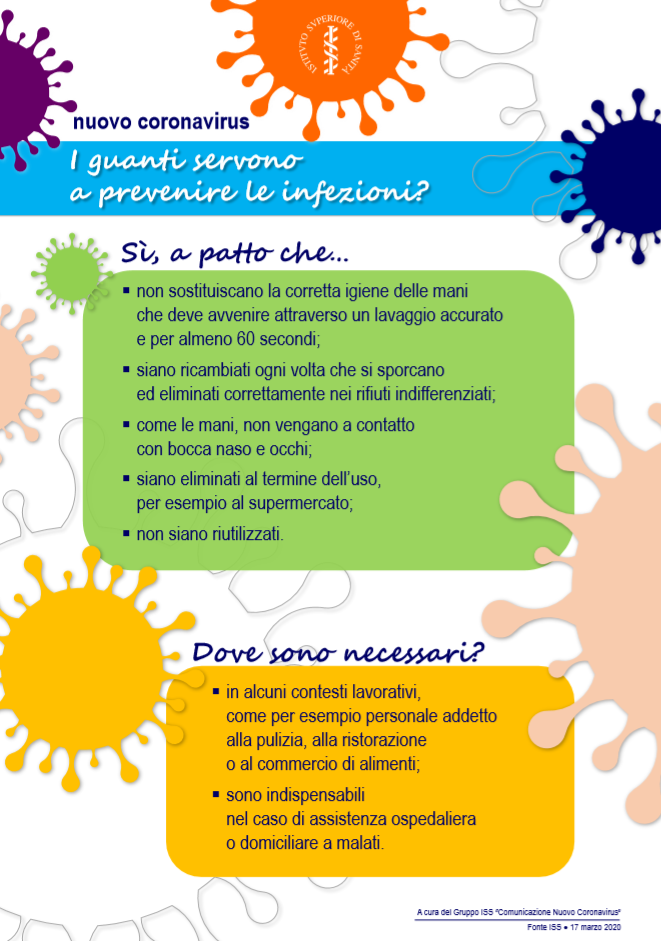 ISTITVTO SVPERIORE DI SANITÀ
nuovo coronavirus
I guanti servono
a prevenire le infezioni?
Sì, a patto che...
▪ non sostituiscano la corretta igiene delle mani
che deve avvenire attraverso un lavaggio accurato
e per almeno 60 secondi;
▪ siano ricambiati ogni volta che si sporcano
ed eliminati correttamente nei rifiuti indifferenziati;
▪ come le mani, non vengano a contatto
con bocca naso e occhi;
▪ siano eliminati al termine dell'uso,
per esempio al supermercato;
▪ non siano riutilizzati.
Dove sono necessari?
▪ in alcuni contesti lavorativi,
come per esempio personale addetto
alla pulizia, alla ristorazione
o al commercio di alimenti;
▪ sono indispensabili
nel caso di assistenza ospedaliera
o domiciliare a malati.
A cura del Gruppo ISS "Comunicazione Nuovo Coronavirus"
Fonte ISS • 17 marzo 2020